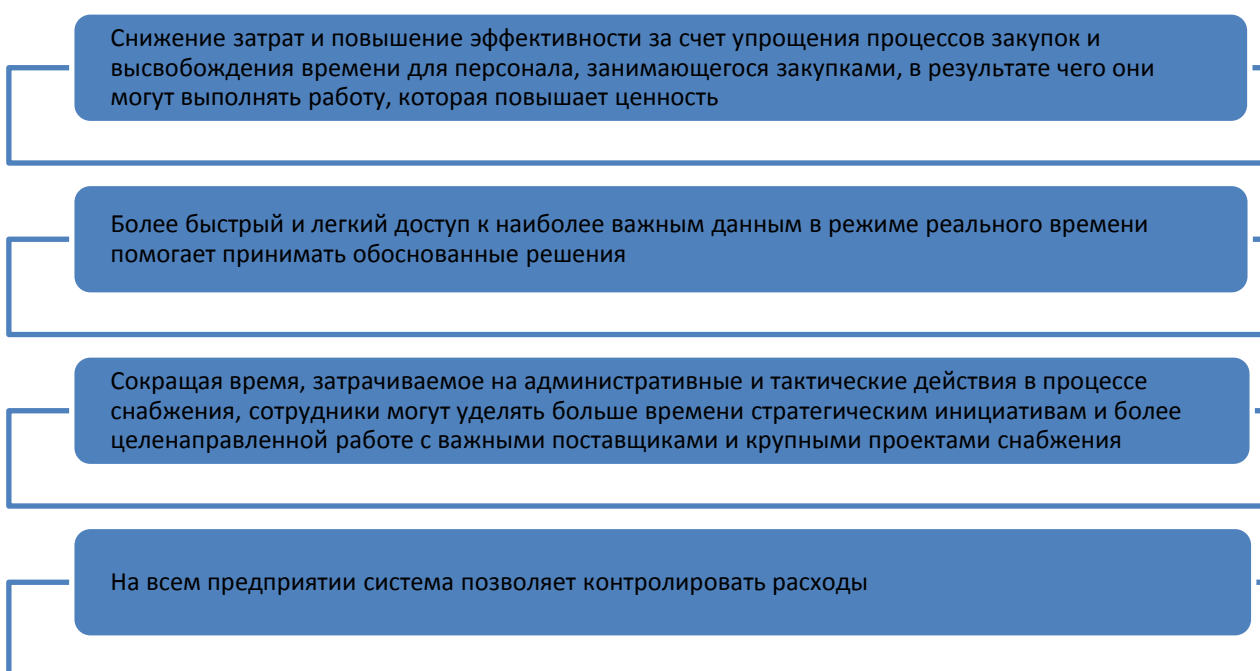 Снижение затрат и повышение эффективности за счет упрощения процессов закупок и
высвобождения времени для персонала, занимающегося закупками, в результате чего они
могут выполнять работу, которая повышает ценность
Более быстрый и легкий доступ к наиболее важным данным в режиме реального времени
помогает принимать обоснованные решения
Сокращая время, затрачиваемое на административные и тактические действия в процессе
снабжения, сотрудники могут уделять больше времени стратегическим инициативам и более
целенаправленной работе с важными поставщиками и крупными проектами снабжения
На всем предприятии система позволяет контролировать расходы